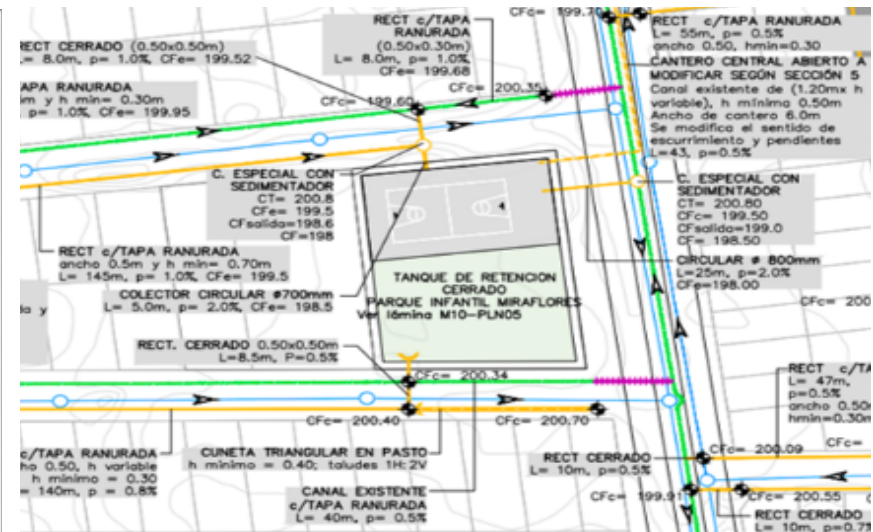 RECT CERRADO (0.50x0.50m)
L= 8.0m, p= 1.0%, CFe= 199.52
RECT c/TAPA
RANURADA
(0.50x0.30m)
L= 8.0m, p= 1.0%,
CFe= 199.68
CFc= 199.70
RECT c/TAPA RANURADA
L= 55m, p= 0.5%
ancho 0.50, hmin=0.30
CANTERO CENTRAL ABIERTO A
MODIFICAR SEGÚN SECCIÓN 5
Canal existente de (1.20mx h
variable), h mínima 0.50m
Ancho de cantero 6.0m
Se modifica el sentido de
escurrimiento y pendientes
L=43, p=0.5%
TAPA RANURADA
m y h min= 0.30m
p= 1.0%, CFe= 199.95
CFc= 199.60
CFc= 200.35
C. ESPECIAL CON
SEDIMENTADOR
CT= 200.8
CFe= 199.5
CFsalida=198.6
CF=198
C. ESPECIAL CON
SEDIMENTADOR
CT= 200.80
CFc= 199.50
CFsalida=199.0
CF= 198.50
RECT c/TAPA RANURADA
ancho 0.5m y h min= 0.70m
L= 145m, p= 1.0%, CFe= 199.5
CIRCULAR ø 800mm
L=25m, p=2.0%
CFe=198.00
COLECTOR CIRCULAR ø700mm
L= 5.0m, p= 2.0%, CFe= 198.5
TANQUE DE RETENCION
CERRADO
PARQUE INFANTIL MIRAFLORES
Ver lámina M10-PLN05
CFc= 200
a y
RECT. CERRADO 0.50x0.50m
L=8.5m, P=0.5%
CFc= 200.34
RECT c/TA
L= 47m,
p=0.5%
ancho 0.50
hmin=0.30m
CFc= 200.40
CFc= 200.70
CFc=
c/TAPA RANURADA
ho 0.50, h variable
h mínimo = 0.30
= 140m, p = 0.8%
CUNETA TRIANGULAR EN PASTO
h mínimo = 0.40; taludes 1H:2V
RECT CERRADO
L= 10m, p=0.5%
CFc= 200.09
CANAL EXISTENTE
c/TAPA RANURADA
L= 40m, p= 0.5%
CFc= 199.91
CFc= 200.55
RECT CERRADO
L= 10m, p=0.7%